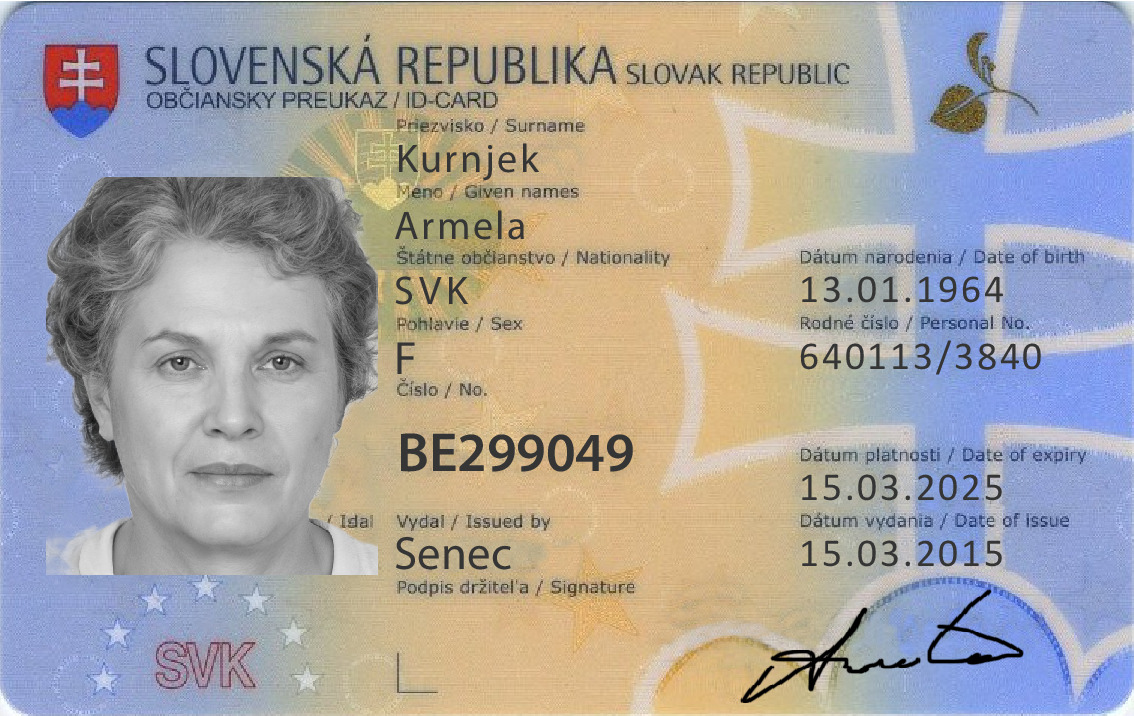 SLOVENSKÁ REPUBLIKA SLOVAK REPUBLIC
OBČIANSKY PREUKAZ / ID-CARD
Priezvisko / Surname
Kurnjek
Meno / Given names
Armela
Štátne občianstvo / Nationality
SVK
Dátum narodenia / Date of birth
13.01.1964
Pohlavie / Sex
F
Rodné číslo / Personal No.
640113/3840
Číslo / No.
BE299049
Dátum platnosti / Date of expiry
15.03.2025
Vydal / Issued by
Senec
Dátum vydania / Date of issue
15.03.2015
Podpis držiteľa / Signature
SVK